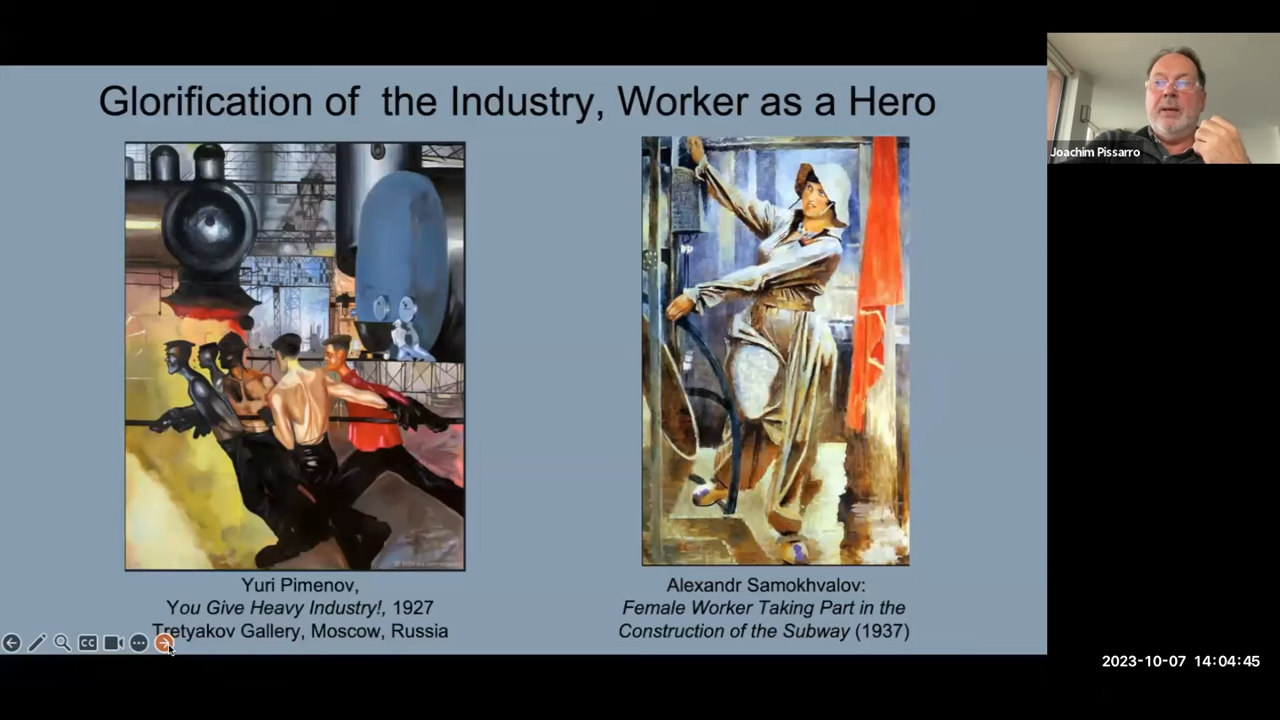 Glorification of the Industry, Worker as a Hero
Joachim Pissarro
Yuri Pimenov,
You Give Heavy Industry!, 1927
Tretyakov Gallery, Moscow, Russia
Alexandr Samokhvalov:
Female Worker Taking Part in the
Construction of the Subway (1937)
CC
2023-10-07 14:04:45